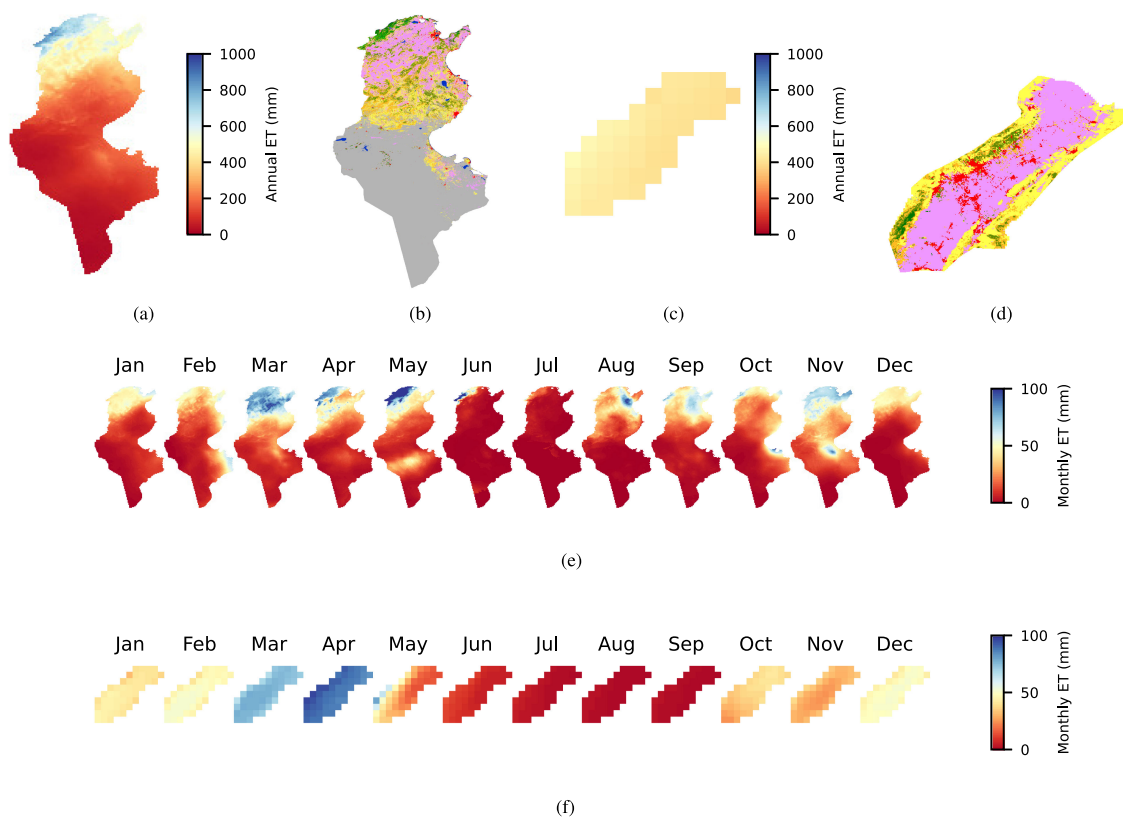 1000
800
600
400
200
0
Annual ET (mm)
1000
800
600
400
200
0
Annual ET (mm)
(a)
(b)
(c)
(d)
Jan Feb Mar Apr May Jun Jul Aug Sep Oct Nov Dec
100
50
0
Monthly ET (mm)
(e)
Jan Feb Mar Apr May Jun Jul Aug Sep Oct Nov Dec
100
50
0
Monthly ET (mm)
(f)